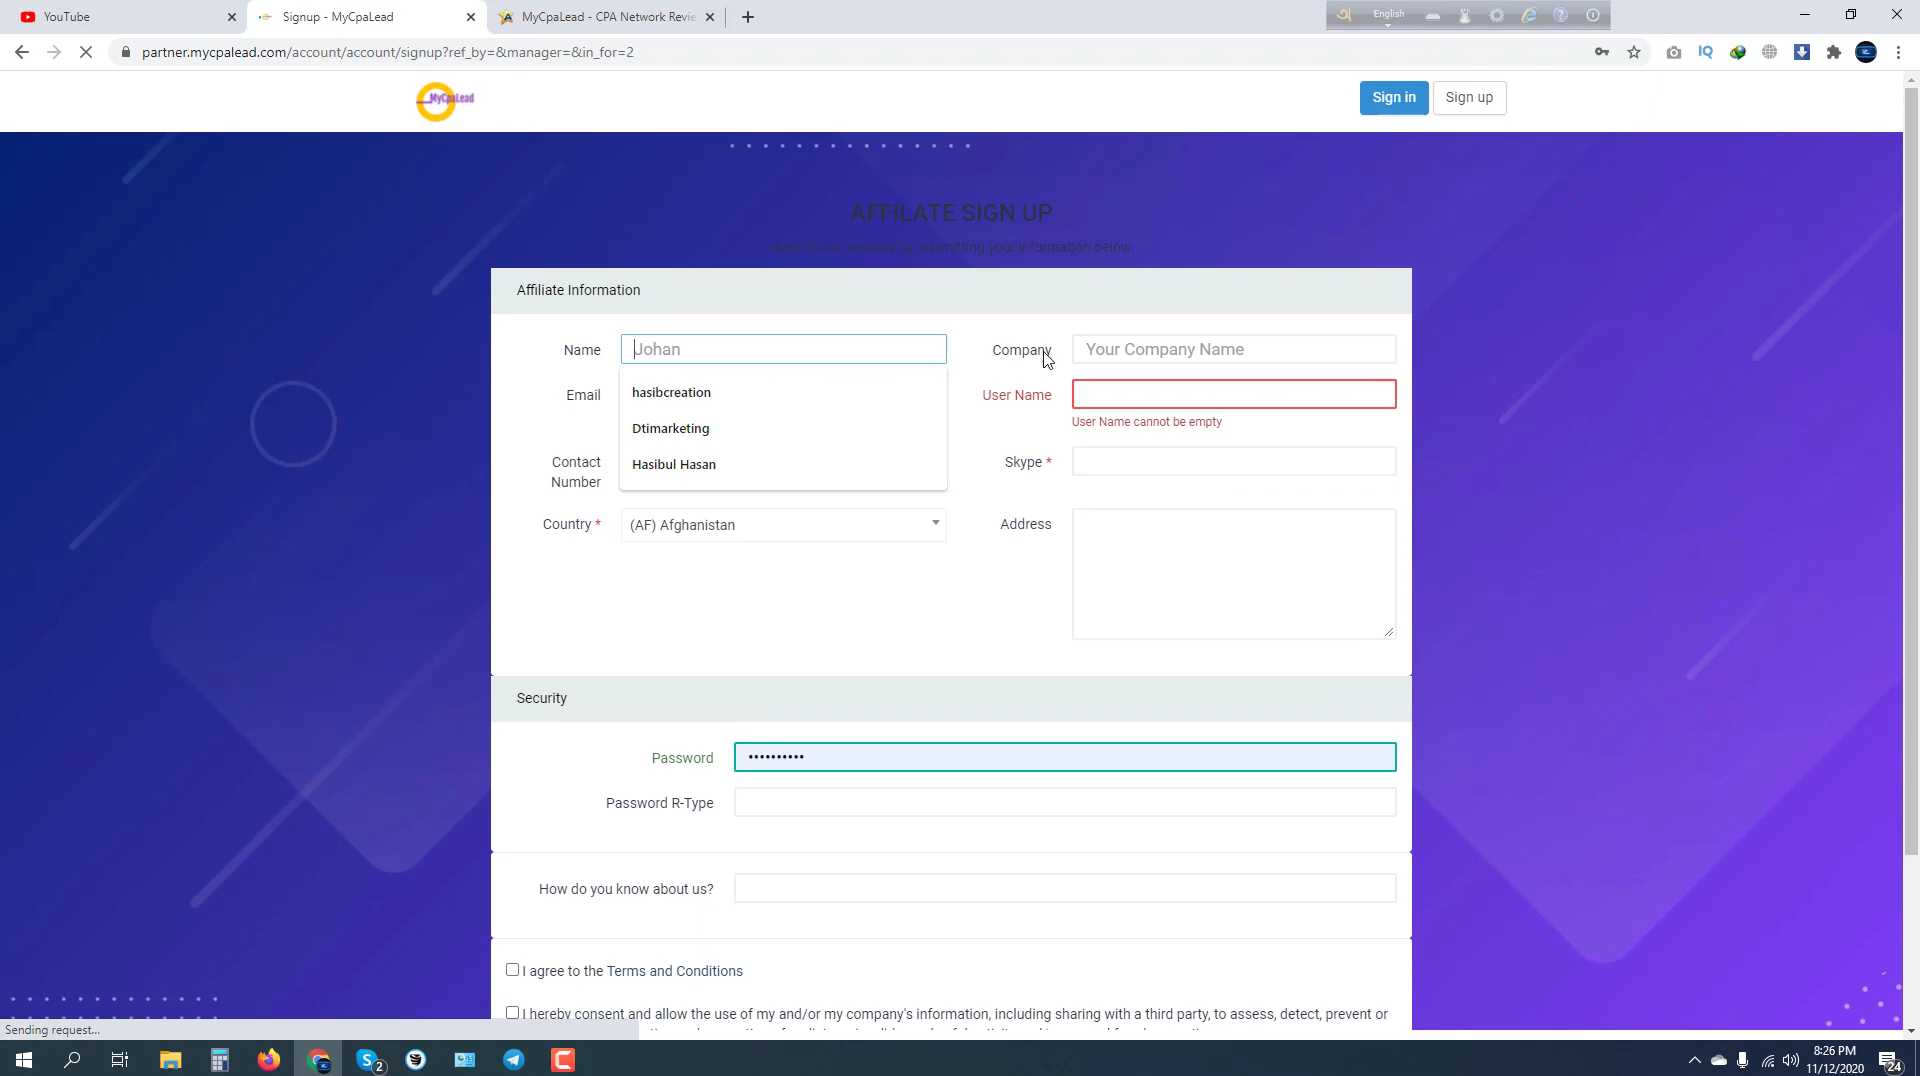 YouTube
Signup - MyCpaLead
MyCpaLead - CPA Network Revie
English
partner.mycpalead.com/account/account/signup?ref_by=&manager=&in_for=2
MyCpaLead
Sign in
Sign up
AFFILATE SIGN UP
your information below.
Affiliate Information
Name
Johan
Company
Your Company Name
hasibcreation
Email
User Name
User Name cannot be empty
Dtimarketing
Contact
Number
Hasibul Hasan
Skype *
Country *
(AF) Afghanistan
Address
Security
Password
••••••••••
Password R-Type
How do you know about us?
I agree to the Terms and Conditions
I hereby consent and allow the use of my and/or my company's information, including sharing with a third party, to assess, detect, prevent or
Sending request...
2
8:26 PM
11/12/2020
24